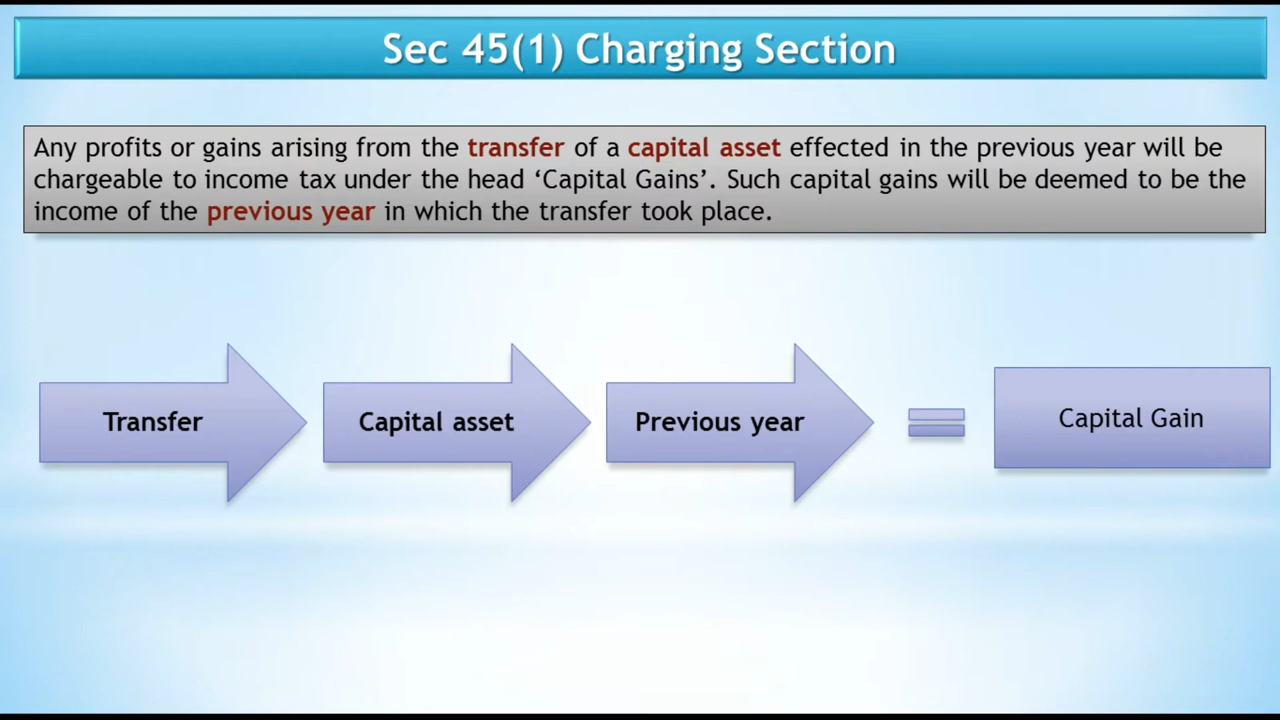 Sec 45(1) Charging Section
Any profits or gains arising from the transfer of a capital asset effected in the previous year will be
chargeable to income tax under the head ‘Capital Gains’. Such capital gains will be deemed to be the
income of the previous year in which the transfer took place.
Transfer
Capital asset
Previous year
Capital Gain